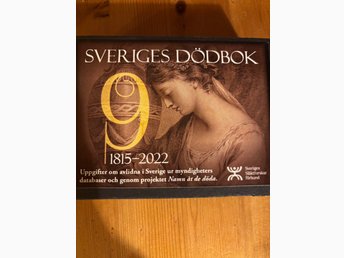 SVERIGES DÖDBOK
9
1815–2022
Uppgifter om avlidna i Sverige ur myndigheters
databaser och genom projektet Namn åt de döda.
Sveriges
Släktforskar
Förbund